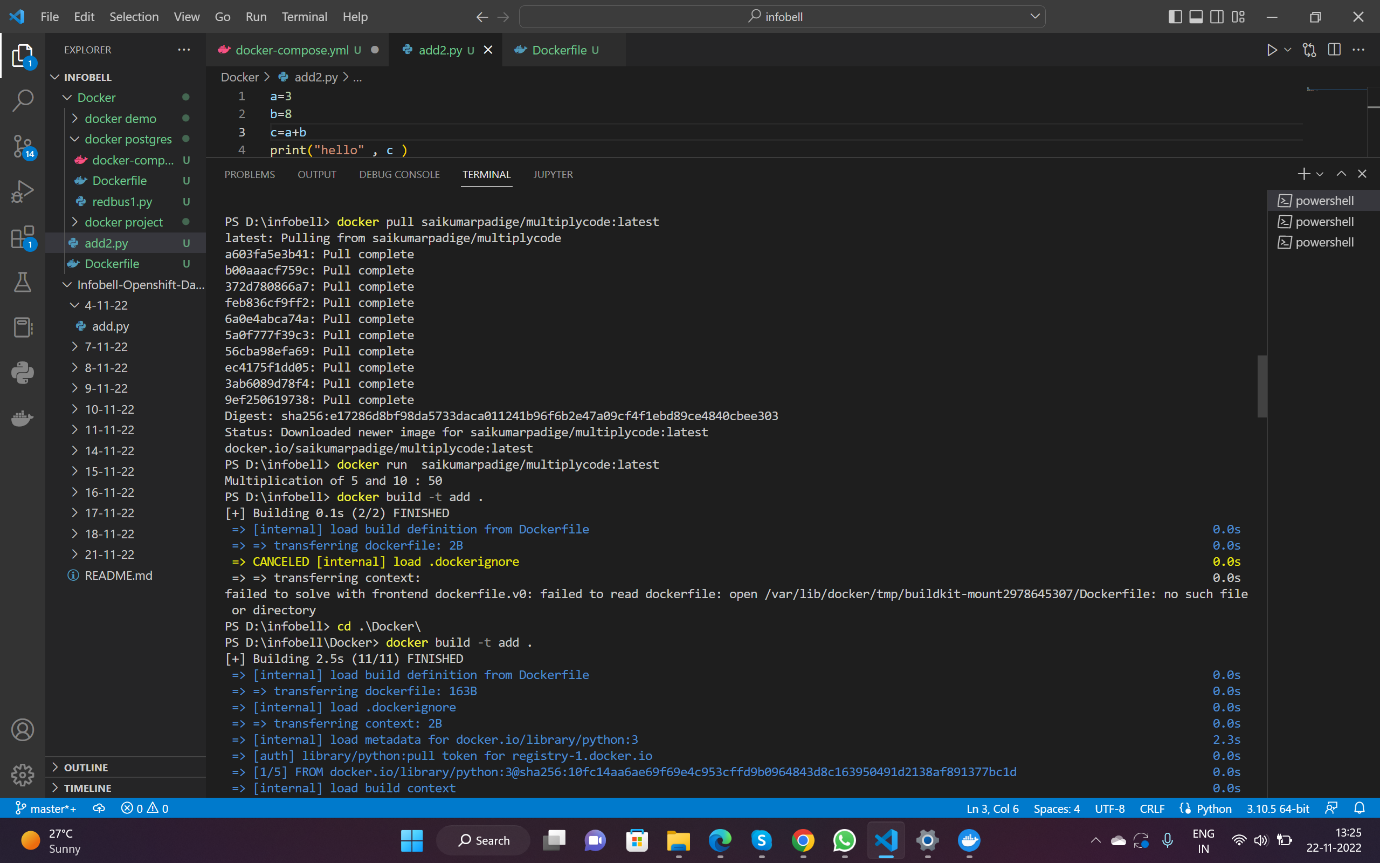 File Edit Selection View Go Run Terminal Help
infobell
EXPLORER
docker-compose.yml U
add2.py U
Dockerfile U
INFOBELL
Docker
docker demo
docker postgres
docker-comp... U
Dockerfile U
redbus1.py U
docker project
add2.py U
Dockerfile U
Infobell-Openshift-Da...
4-11-22
add.py
7-11-22
8-11-22
9-11-22
10-11-22
11-11-22
14-11-22
15-11-22
16-11-22
17-11-22
18-11-22
21-11-22
README.md
OUTLINE
TIMELINE
1
14
1
Docker > add2.py > ...
1 a=3
2 b=8
3 c=a+b
4 print("hello" , c )
PROBLEMS OUTPUT DEBUG CONSOLE TERMINAL JUPYTER
powershell
powershell
powershell
PS D:\infobell> docker pull saikumarpadige/multiplycode:latest
latest: Pulling from saikumarpadige/multiplycode
a603fa5e3b41: Pull complete
b00aaacf759c: Pull complete
372d780866a7: Pull complete
feb836cf9ff2: Pull complete
6a0e4abca74a: Pull complete
5a0f777f39c3: Pull complete
56cba98efa69: Pull complete
ec4175f1dd05: Pull complete
3ab6089d78f4: Pull complete
9ef250619738: Pull complete
Digest: sha256:e17286d8bf98da5733daca011241b96f6b2e47a09cf4f1ebd89ce4840cbee303
Status: Downloaded newer image for saikumarpadige/multiplycode:latest
docker.io/saikumarpadige/multiplycode:latest
PS D:\infobell> docker run  saikumarpadige/multiplycode:latest
Multiplication of 5 and 10 : 50
PS D:\infobell> docker build -t add .
[+] Building 0.1s (2/2) FINISHED
=> [internal] load build definition from Dockerfile 0.0s
=> => transferring dockerfile: 2B 0.0s
=> CANCELED [internal] load .dockerignore 0.0s
=> => transferring context: 0.0s
failed to solve with frontend dockerfile.v0: failed to read dockerfile: open /var/lib/docker/tmp/buildkit-mount2978645307/Dockerfile: no such file
or directory
PS D:\infobell> cd .\Docker\
PS D:\infobell\Docker> docker build -t add .
[+] Building 2.5s (11/11) FINISHED
=> [internal] load build definition from Dockerfile 0.0s
=> => transferring dockerfile: 163B 0.0s
=> [internal] load .dockerignore 0.0s
=> => transferring context: 2B 0.0s
=> [internal] load metadata for docker.io/library/python:3 2.3s
=> [auth] library/python:pull token for registry-1.docker.io 0.0s
=> [1/5] FROM docker.io/library/python:3@sha256:10fc14aa6ae69f69e4c953cffd9b0964843d8c163950491d2138af891377bc1d 0.0s
=> [internal] load build context 0.0s
master*+ 0 0 Ln 3, Col 6 Spaces: 4 UTF-8 CRLF Python 3.10.5 64-bit
27°C
Sunny
Search
ENG
IN
13:25
22-11-2022